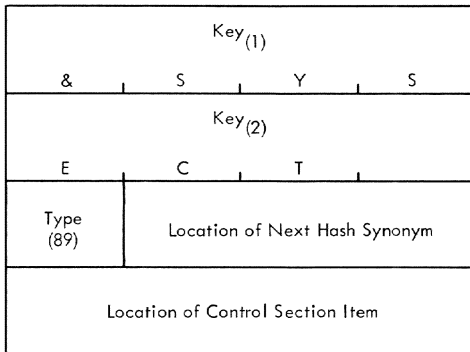 Key(1)
& S Y S
Key(2)
E C T
Type
(89)
Location of Next Hash Synonym
Location of Control Section Item